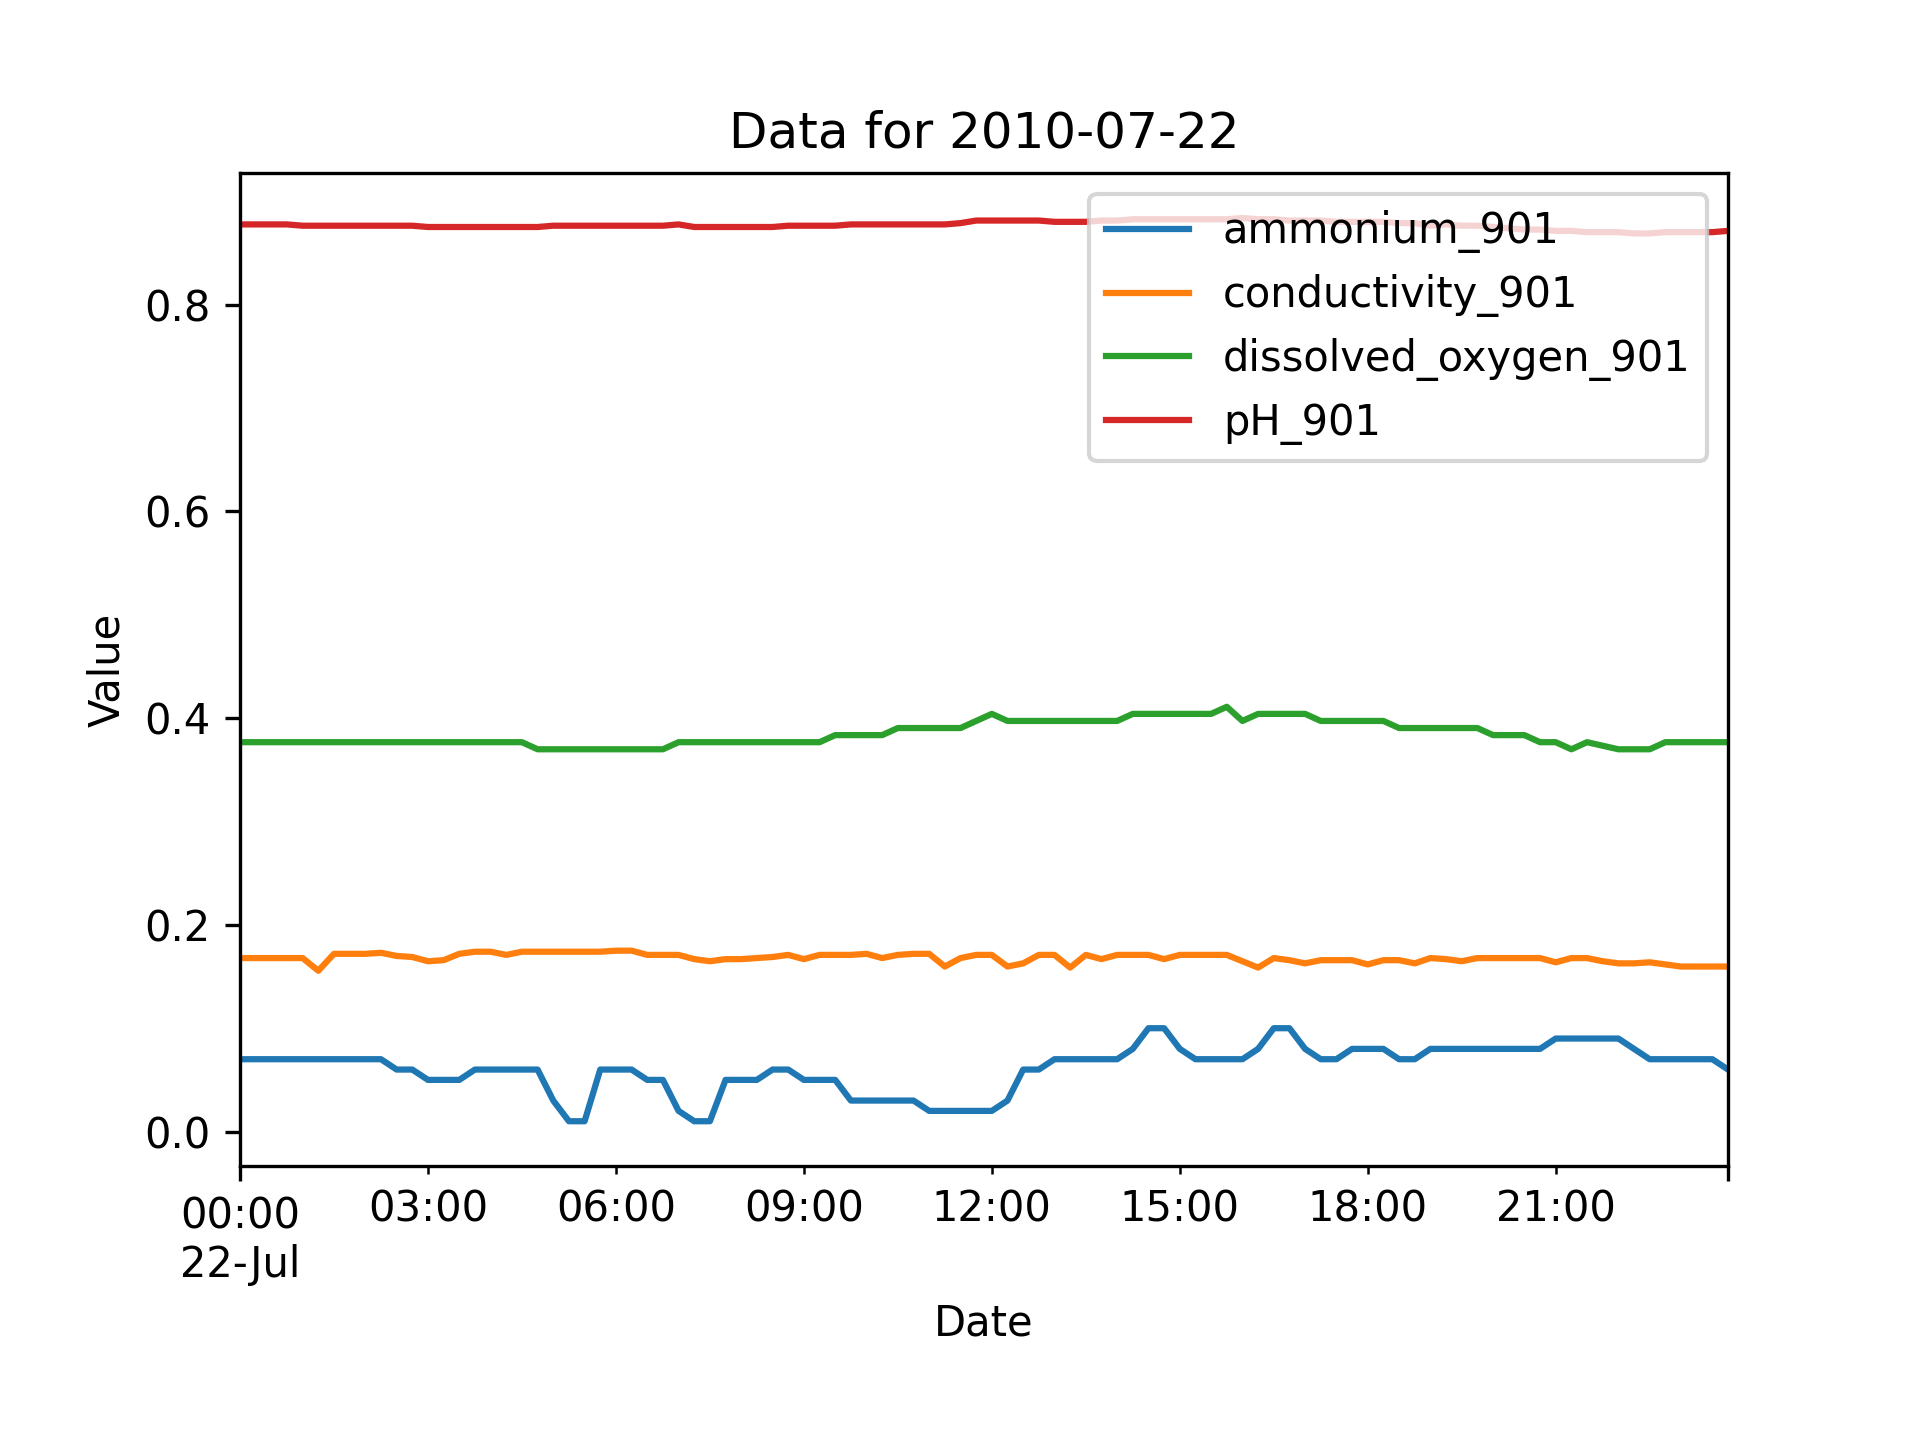 Data for 2010-07-22
ammonium_901
conductivity_901
dissolved_oxygen_901
pH_901
Value
0.8
0.6
0.4
0.2
0.0
00:00 03:00 06:00 09:00 12:00 15:00 18:00 21:00
22-Jul
Date